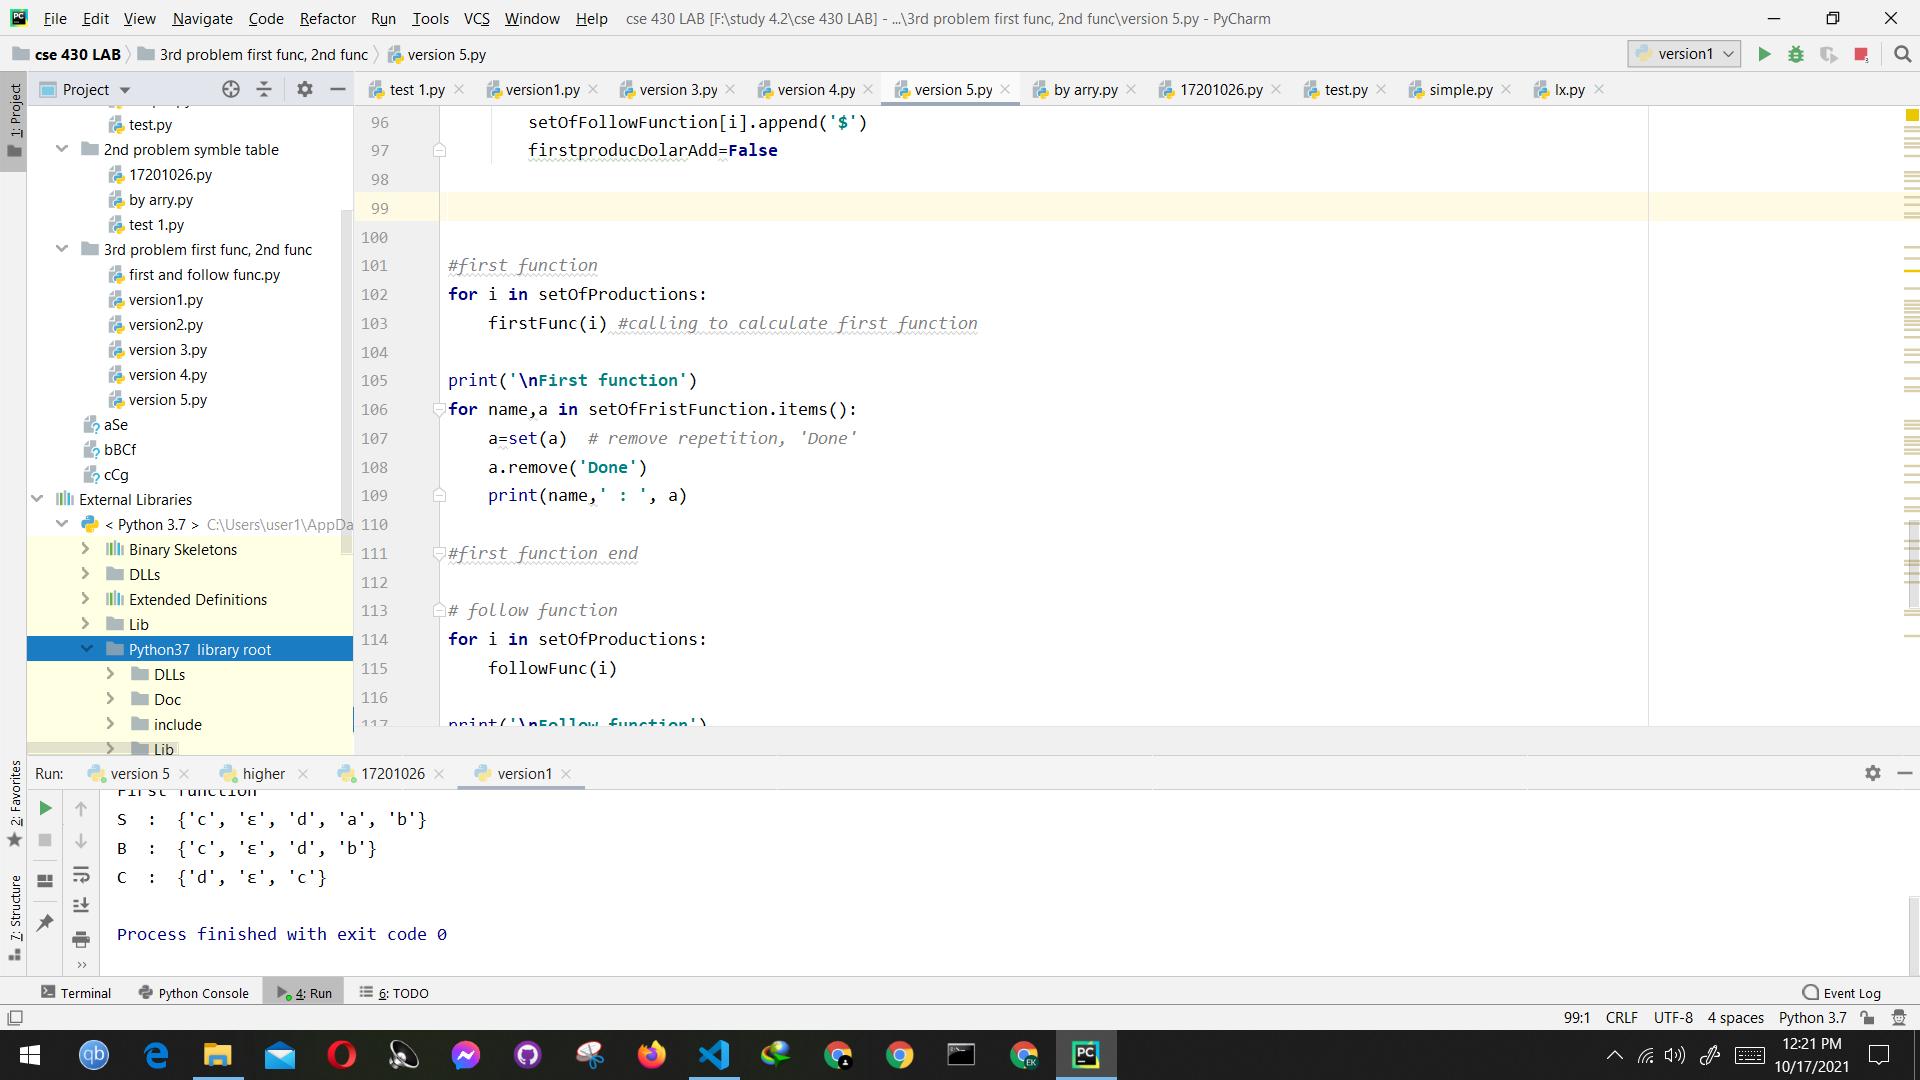 File Edit View Navigate Code Refactor Run Tools VCS Window Help cse 430 LAB [F:\study 4.2\cse 430 LAB] - ...\3rd problem first func, 2nd func\version 5.py - PyCharm
cse 430 LAB 3rd problem first func, 2nd func version 5.py version1
1: Project
Project
test 1.py version1.py version 3.py version 4.py version 5.py by arry.py 17201026.py test.py simple.py lx.py
test.py
2nd problem symble table
17201026.py
by arry.py
test 1.py
3rd problem first func, 2nd func
first and follow func.py
version1.py
version2.py
version 3.py
version 4.py
version 5.py
aSe
bBCf
cCg
External Libraries
< Python 3.7 > C:\Users\user1\AppDa
Binary Skeletons
DLLs
Extended Definitions
Lib
Python37 library root
DLLs
Doc
include
Lib
96 setOfFollowFunction[i].append('$')
97 firstproducDolarAdd=False
98
99
100
101 #first function
102 for i in setOfProductions:
103 firstFunc(i) #calling to calculate first function
104
105 print('\nFirst function')
106 for name,a in setOfFristFunction.items():
107 a=set(a) # remove repetition, 'Done'
108 a.remove('Done')
109 print(name,' : ', a)
110
111 #first function end
112
113 # follow function
114 for i in setOfProductions:
115 followFunc(i)
116
117 print('\nFollow function')
2: Favorites
7: Structure
Run: version 5 higher 17201026 version1
First function
S : {'c', 'ε', 'd', 'a', 'b'}
B : {'c', 'ε', 'd', 'b'}
C : {'d', 'ε', 'c'}
Process finished with exit code 0
Terminal Python Console 4: Run 6: TODO Event Log
99:1 CRLF UTF-8 4 spaces Python 3.7
12:21 PM
10/17/2021